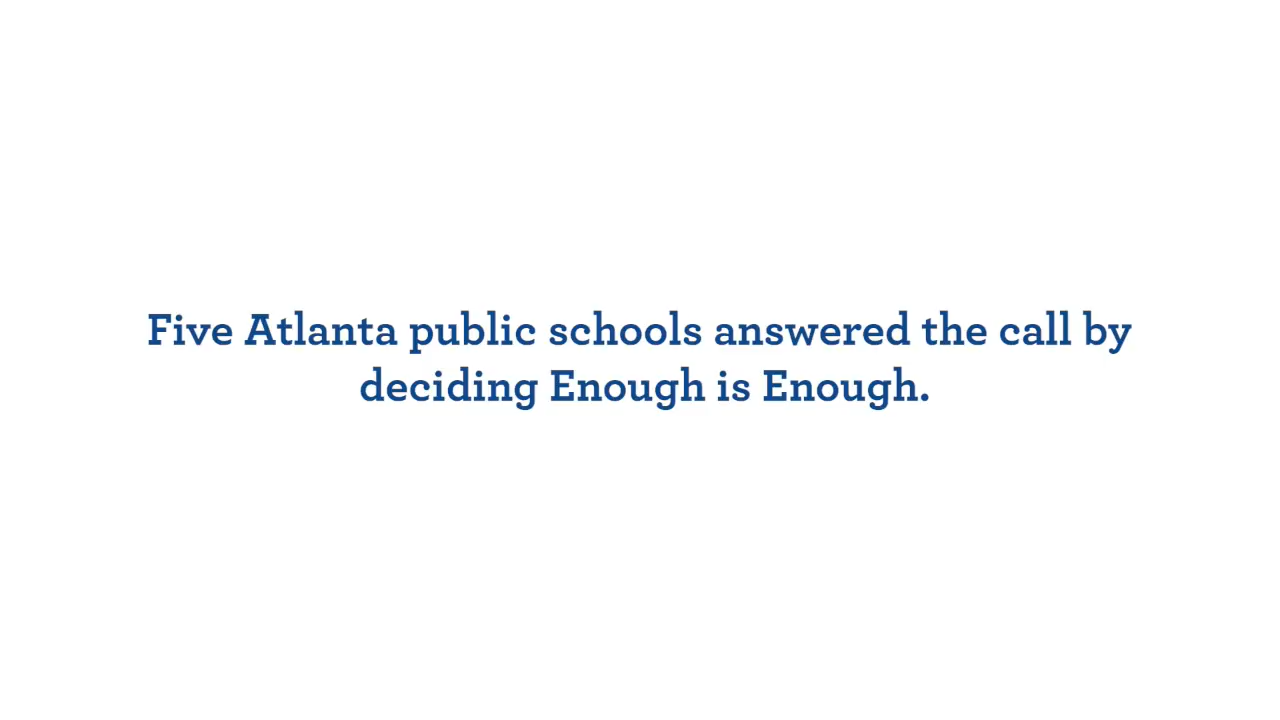 Five Atlanta public schools answered the call by
deciding Enough is Enough.